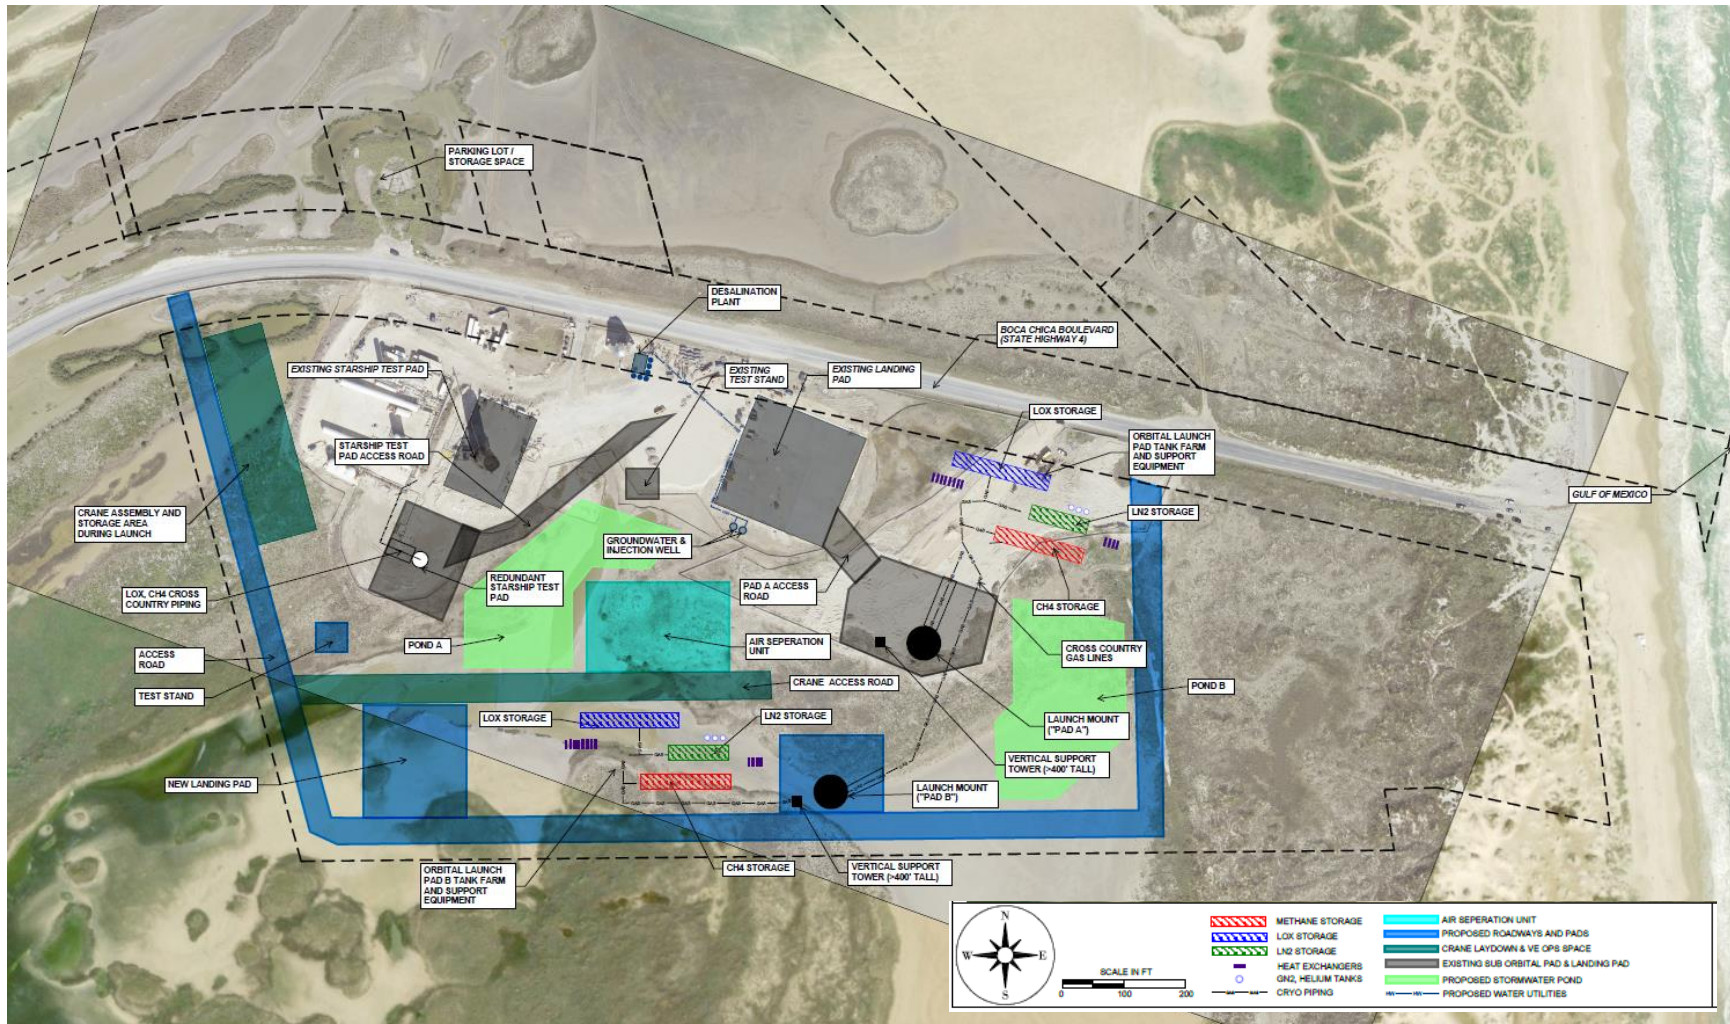 PARKING LOT /
STORAGE SPACE
DESALINATION
PLANT
BOCA CHICA BOULEVARD
(STATE HIGHWAY 4)
EXISTING STARSHIP TEST PAD
EXISTING
TEST STAND
EXISTING LANDING
PAD
LOX STORAGE
ORBITAL LAUNCH
PAD TANK FARM
AND SUPPORT
EQUIPMENT
STARSHIP TEST
PAD ACCESS ROAD
GULF OF MEXICO
LN2 STORAGE
CRANE ASSEMBLY AND
STORAGE AREA
DURING LAUNCH
GROUNDWATER &
INJECTION WELL
REDUNDANT
STARSHIP TEST
PAD
PAD A ACCESS
ROAD
LOX, CH4 CROSS
COUNTRY PIPING
CH4 STORAGE
POND A
AIR SEPERATION
UNIT
CROSS COUNTRY
GAS LINES
ACCESS
ROAD
CRANE ACCESS ROAD
POND B
TEST STAND
LOX STORAGE
LN2 STORAGE
LAUNCH MOUNT
("PAD A")
VERTICAL SUPPORT
TOWER (>400' TALL)
NEW LANDING PAD
LAUNCH MOUNT
("PAD B")
ORBITAL LAUNCH
PAD B TANK FARM
AND SUPPORT
EQUIPMENT
CH4 STORAGE
VERTICAL SUPPORT
TOWER (>400' TALL)
N
W E
S
SCALE IN FT
0 100 200
METHANE STORAGE
LOX STORAGE
LN2 STORAGE
HEAT EXCHANGERS
GN2, HELIUM TANKS
CRYO PIPING
AIR SEPERATION UNIT
PROPOSED ROADWAYS AND PADS
CRANE LAYDOWN & VE OPS SPACE
EXISTING SUB ORBITAL PAD & LANDING PAD
PROPOSED STORMWATER POND
PROPOSED WATER UTILITIES